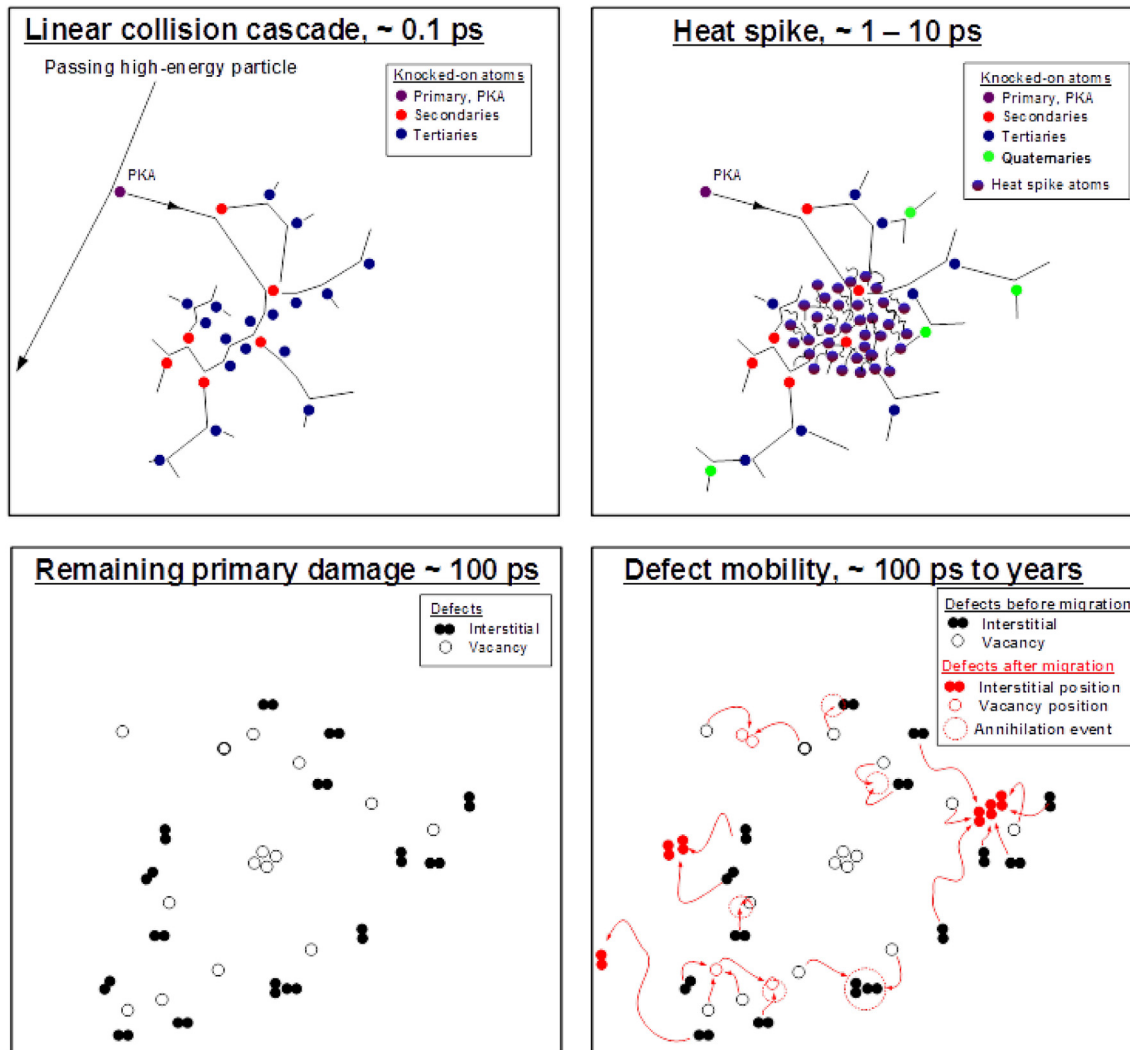 Linear collision cascade, ~ 0.1 ps
Passing high-energy particle
Knocked-on atoms
Primary, PKA
Secondaries
Tertiaries
PKA
Heat spike, ~ 1 – 10 ps
Knocked-on atoms
Primary, PKA
Secondaries
Tertiaries
Quaternaries
Heat spike atoms
PKA
Remaining primary damage ~ 100 ps
Defects
Interstitial
Vacancy
Defect mobility, ~ 100 ps to years
Defects before migration
Interstitial
Vacancy
Defects after migration
Interstitial position
Vacancy position
Annihilation event